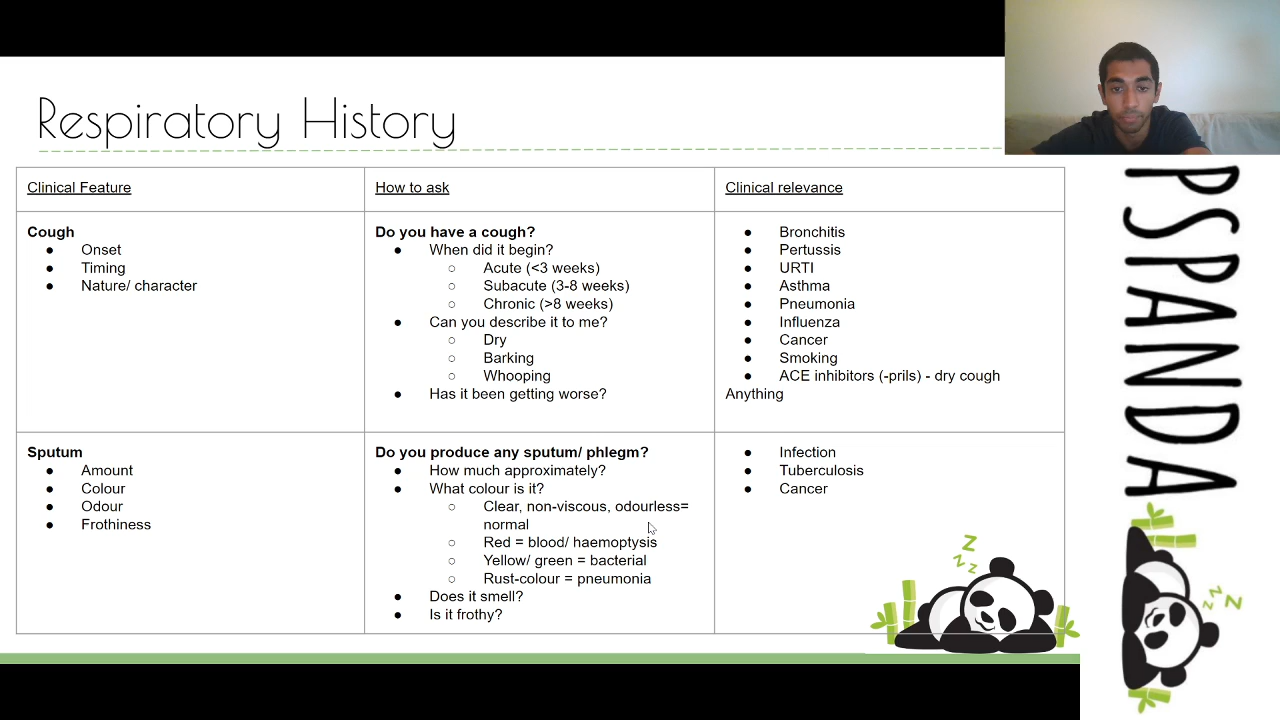 Respiratory History
Clinical Feature
How to ask
Clinical relevance
Cough
● Onset
● Timing
● Nature/ character
Do you have a cough?
● When did it begin?
○ Acute (<3 weeks)
○ Subacute (3-8 weeks)
○ Chronic (>8 weeks)
● Can you describe it to me?
○ Dry
○ Barking
○ Whooping
● Has it been getting worse?
● Bronchitis
● Pertussis
● URTI
● Asthma
● Pneumonia
● Influenza
● Cancer
● Smoking
● ACE inhibitors (-prils) - dry cough
Anything
Sputum
● Amount
● Colour
● Odour
● Frothiness
Do you produce any sputum/ phlegm?
● How much approximately?
● What colour is it?
○ Clear, non-viscous, odourless=
normal
○ Red = blood/ haemoptysis
○ Yellow/ green = bacterial
○ Rust-colour = pneumonia
● Does it smell?
● Is it frothy?
● Infection
● Tuberculosis
● Cancer
z
z
z
z
PSPANDA
z
z
z
z